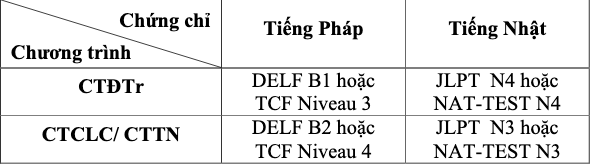 Chứng chỉ
Chương trình
Tiếng Pháp
Tiếng Nhật
CTĐTr
DELF B1 hoặc
TCF Niveau 3
JLPT N4 hoặc
NAT-TEST N4
CTCLC/ CTTN
DELF B2 hoặc
TCF Niveau 4
JLPT N3 hoặc
NAT-TEST N3